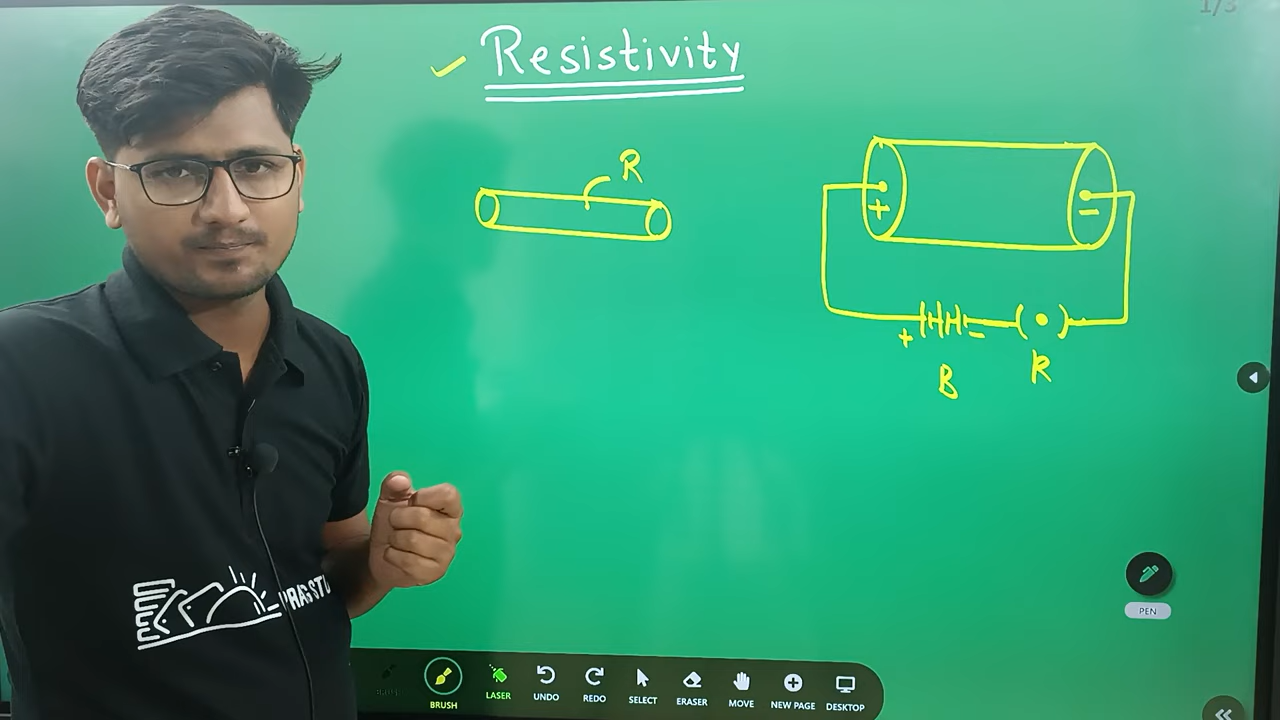 1/3
Resistivity
R
+
−
+
−
B
K
PEN
BRUSH
LASER
UNDO
REDO
SELECT
ERASER
MOVE
NEW PAGE
DESKTOP